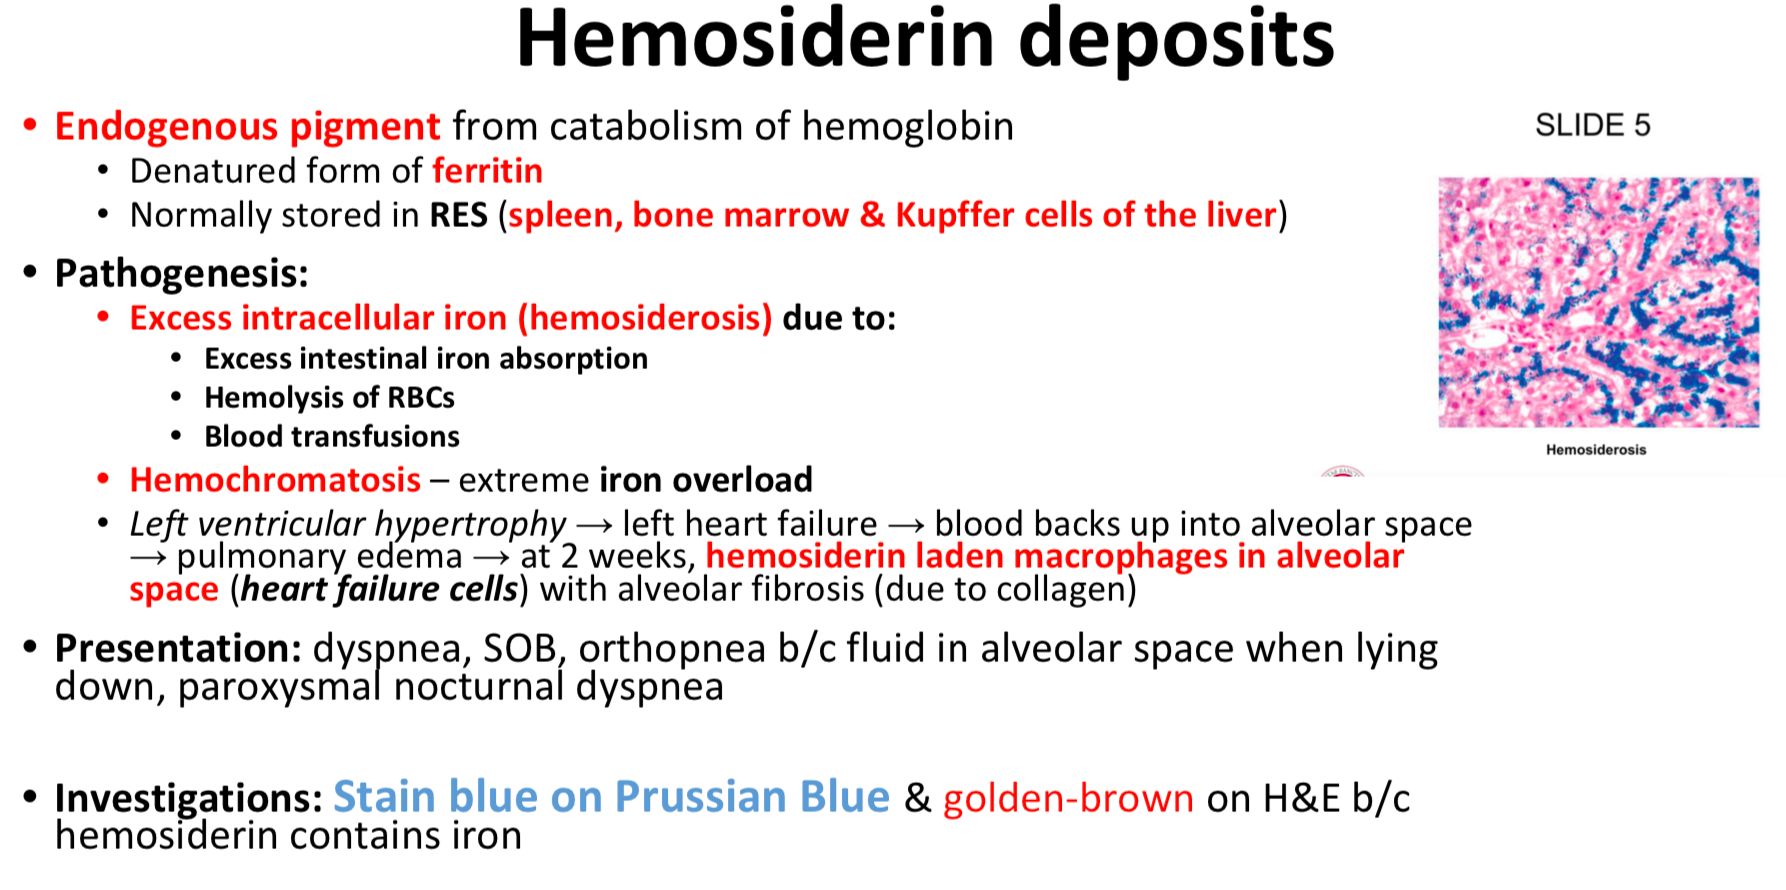 Hemosiderin deposits
• Endogenous pigment from catabolism of hemoglobin
• Denatured form of ferritin
• Normally stored in RES (spleen, bone marrow & Kupffer cells of the liver)
• Pathogenesis:
• Excess intracellular iron (hemosiderosis) due to:
• Excess intestinal iron absorption
• Hemolysis of RBCs
• Blood transfusions
• Hemochromatosis – extreme iron overload
• Left ventricular hypertrophy → left heart failure → blood backs up into alveolar space
→ pulmonary edema → at 2 weeks, hemosiderin laden macrophages in alveolar
space (heart failure cells) with alveolar fibrosis (due to collagen)
• Presentation: dyspnea, SOB, orthopnea b/c fluid in alveolar space when lying
down, paroxysmal nocturnal dyspnea
• Investigations: Stain blue on Prussian Blue & golden-brown on H&E b/c
hemosiderin contains iron
SLIDE 5
Hemosiderosis